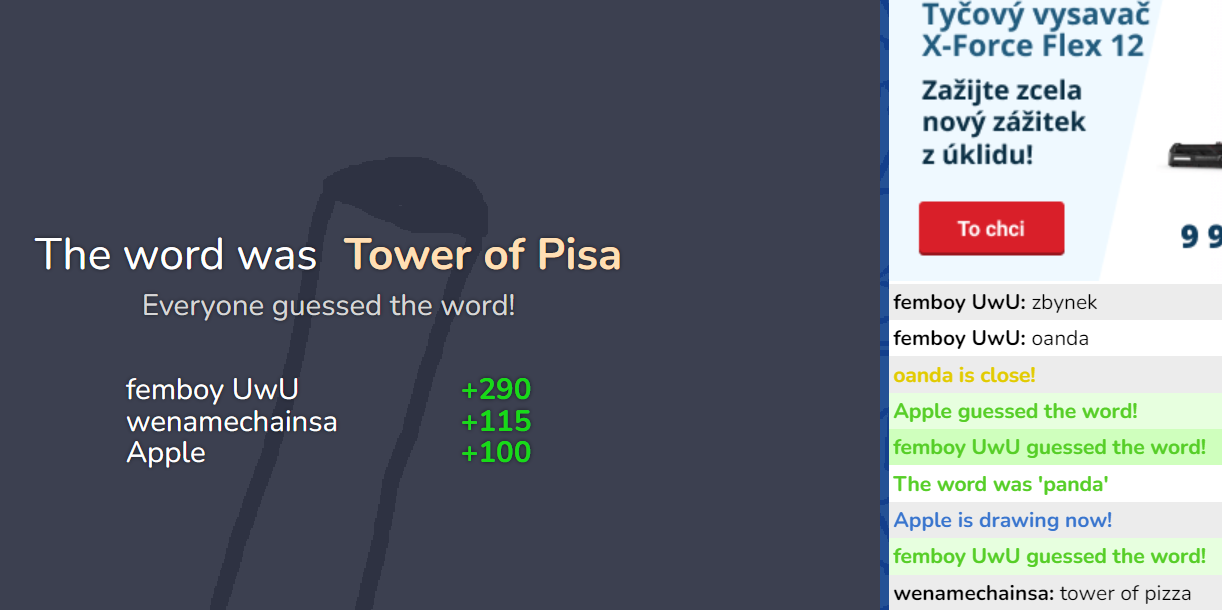 The word was Tower of Pisa
Everyone guessed the word!
femboy UwU +290
wenamechainsa +115
Apple +100
Tyčový vysavač
X-Force Flex 12
Zažijte zcela
nový zážitek
z úklidu!
To chci
9 9
femboy UwU: zbynek
femboy UwU: oanda
oanda is close!
Apple guessed the word!
femboy UwU guessed the word!
The word was 'panda'
Apple is drawing now!
femboy UwU guessed the word!
wenamechainsa: tower of pizza